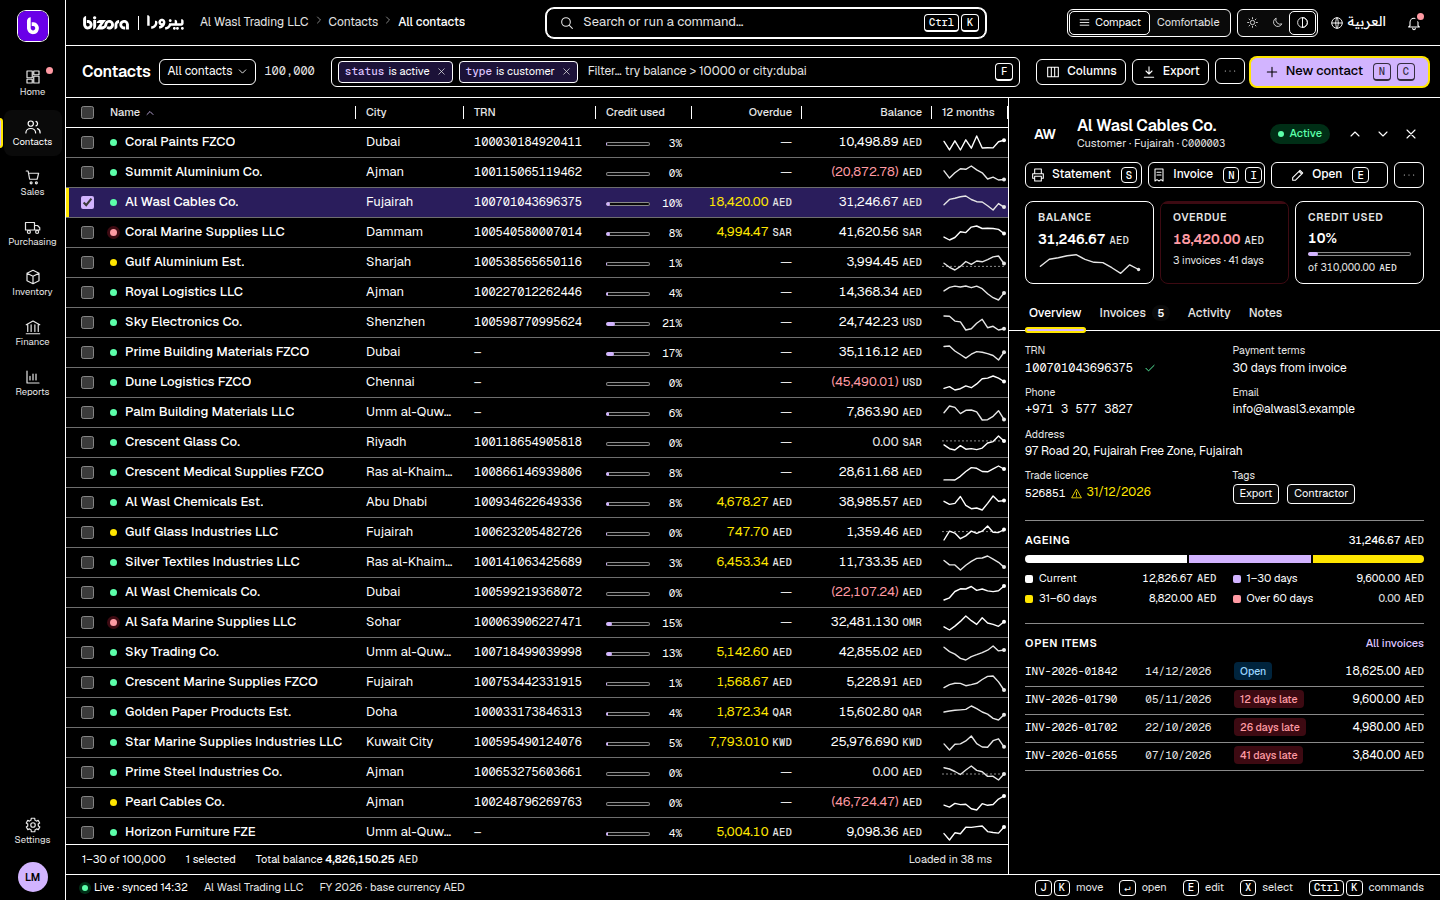 bizora | بيزورا Al Wasl Trading LLC Contacts All contacts Search or run a command… Ctrl K Compact Comfortable العربية
Home
Contacts
Sales
Purchasing
Inventory
Finance
Reports
Settings
LM
Contacts All contacts 100,000 status is active type is customer Filter… try balance > 10000 or city:dubai F Columns Export ··· New contact N C
Name City TRN Credit used Overdue Balance 12 months
Coral Paints FZCO Dubai 100030184920411 3% — 10,498.89 AED
Summit Aluminium Co. Ajman 100115065119462 0% — (20,872.78) AED
Al Wasl Cables Co. Fujairah 100701043696375 10% 18,420.00 AED 31,246.67 AED
Coral Marine Supplies LLC Dammam 100540580007014 8% 4,994.47 SAR 41,620.56 SAR
Gulf Aluminium Est. Sharjah 100538565650116 1% — 3,994.45 AED
Royal Logistics LLC Ajman 100227012262446 4% — 14,368.34 AED
Sky Electronics Co. Shenzhen 100598770995624 21% — 24,742.23 USD
Prime Building Materials FZCO Dubai – 17% — 35,116.12 AED
Dune Logistics FZCO Chennai – 0% — (45,490.01) USD
Palm Building Materials LLC Umm al-Quw… – 6% — 7,863.90 AED
Crescent Glass Co. Riyadh 100118654905818 0% — 0.00 SAR
Crescent Medical Supplies FZCO Ras al-Khaim… 100866146939806 8% — 28,611.68 AED
Al Wasl Chemicals Est. Abu Dhabi 100934622649336 8% 4,678.27 AED 38,985.57 AED
Gulf Glass Industries LLC Fujairah 100623205482726 0% 747.70 AED 1,359.46 AED
Silver Textiles Industries LLC Ras al-Khaim… 100141063425689 3% 6,453.34 AED 11,733.35 AED
Al Wasl Chemicals Co. Dubai 100599219368072 0% — (22,107.24) AED
Al Safa Marine Supplies LLC Sohar 100063906227471 15% — 32,481.130 OMR
Sky Trading Co. Umm al-Quw… 100718499039998 13% 5,142.60 AED 42,855.02 AED
Crescent Marine Supplies FZCO Fujairah 100753442331915 1% 1,568.67 AED 5,228.91 AED
Golden Paper Products Est. Doha 100033173846313 4% 1,872.34 QAR 15,602.80 QAR
Star Marine Supplies Industries LLC Kuwait City 100595490124076 5% 7,793.010 KWD 25,976.690 KWD
Prime Steel Industries Co. Ajman 100653275603661 0% — 0.00 AED
Pearl Cables Co. Ajman 100248796269763 0% — (46,724.47) AED
Horizon Furniture FZE Umm al-Quw… – 4% 5,004.10 AED 9,098.36 AED
1–30 of 100,000 1 selected Total balance 4,826,150.25 AED Loaded in 38 ms
AW Al Wasl Cables Co. Active
Customer · Fujairah · C000003
Statement S Invoice N I Open E ···
BALANCE OVERDUE CREDIT USED
31,246.67 AED 18,420.00 AED 10%
3 invoices · 41 days of 310,000.00 AED
Overview Invoices 5 Activity Notes
TRN Payment terms
100701043696375 30 days from invoice
Phone Email
+971 3 577 3827 info@alwasl3.example
Address
97 Road 20, Fujairah Free Zone, Fujairah
Trade licence Tags
526851 31/12/2026 Export Contractor
AGEING 31,246.67 AED
Current 12,826.67 AED 1–30 days 9,600.00 AED
31–60 days 8,820.00 AED Over 60 days 0.00 AED
OPEN ITEMS All invoices
INV-2026-01842 14/12/2026 Open 18,625.00 AED
INV-2026-01790 05/11/2026 12 days late 9,600.00 AED
INV-2026-01702 22/10/2026 26 days late 4,980.00 AED
INV-2026-01655 07/10/2026 41 days late 3,840.00 AED
Live · synced 14:32 Al Wasl Trading LLC FY 2026 · base currency AED J K move ↵ open E edit X select Ctrl K commands